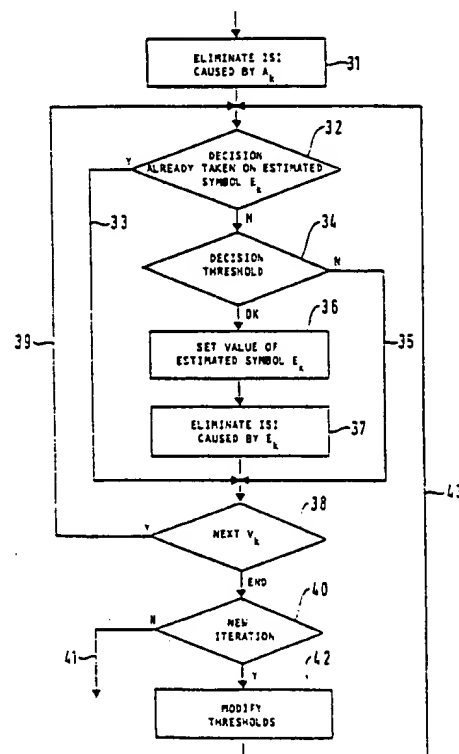 ELIMINATE ISI
CAUSED BY Ak
31
32
Y
DECISION
ALREADY TAKEN ON ESTIMATED
SYMBOL Ek
33
N
34
DECISION
THRESHOLD
N
OK
36
39
SET VALUE OF
ESTIMATED SYMBOL Ek
35
ELIMINATE ISI
CAUSED BY Ek
37
38
43
Y
NEXT Vk
END
40
N
NEW
ITERATION
41
42
Y
MODIFY
THRESHOLDS